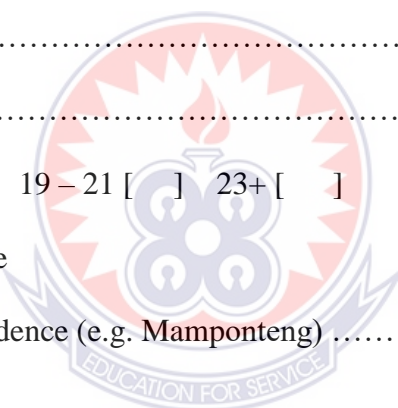 ……………………………………
……………………………………
19 – 21 [ ] 23+ [ ]
e
dence (e.g. Mamponteng) ……
EDUCATION FOR SERVICE